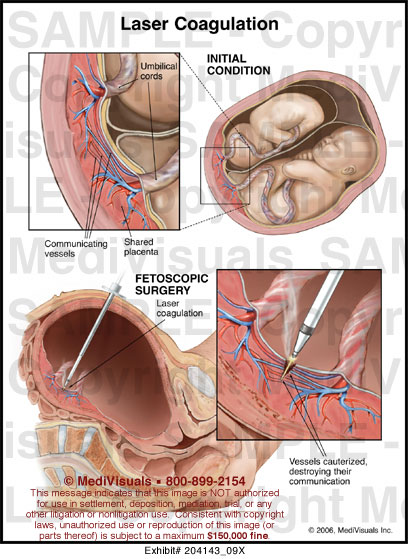 Laser Coagulation
Umbilical
cords
INITIAL
CONDITION
Communicating
vessels
Shared
placenta
FETOSCOPIC
SURGERY
Laser
coagulation
Vessels cauterized,
destroying their
communication
© MediVisuals ▪ 800-899-2154
This message indicates that this image is NOT authorized
for use in settlement, deposition, mediation, trial, or any
other litigation or nonlitigation use. Consistent with copyright
laws, unauthorized use or reproduction of this image (or
parts thereof) is subject to a maximum $150,000 fine.
© 2006, MediVisuals Inc.
Exhibit# 204143_09X